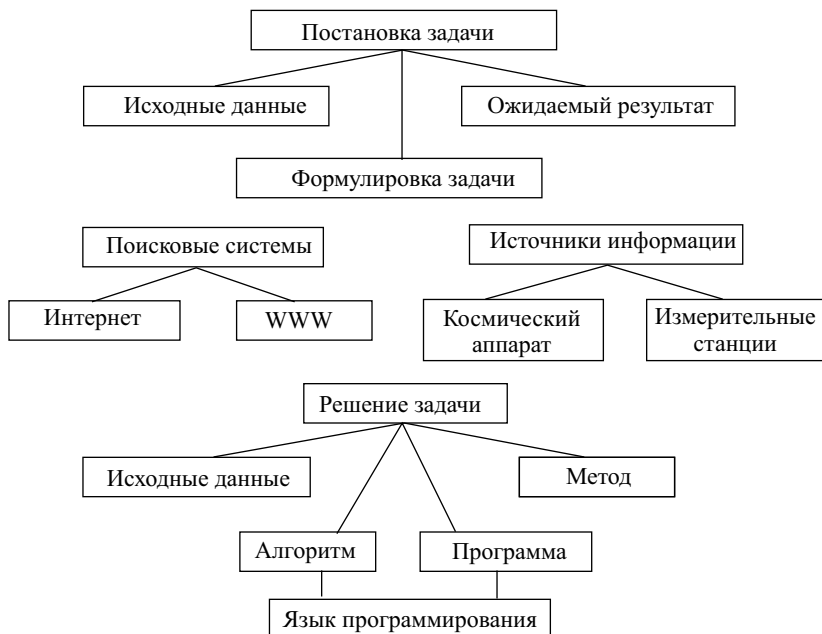 Постановка задачи
Исходные данные
Ожидаемый результат
Формулировка задачи
Поисковые системы
Источники информации
Интернет
WWW
Космический
аппарат
Измерительные
станции
Решение задачи
Исходные данные
Метод
Алгоритм
Программа
Язык программирования